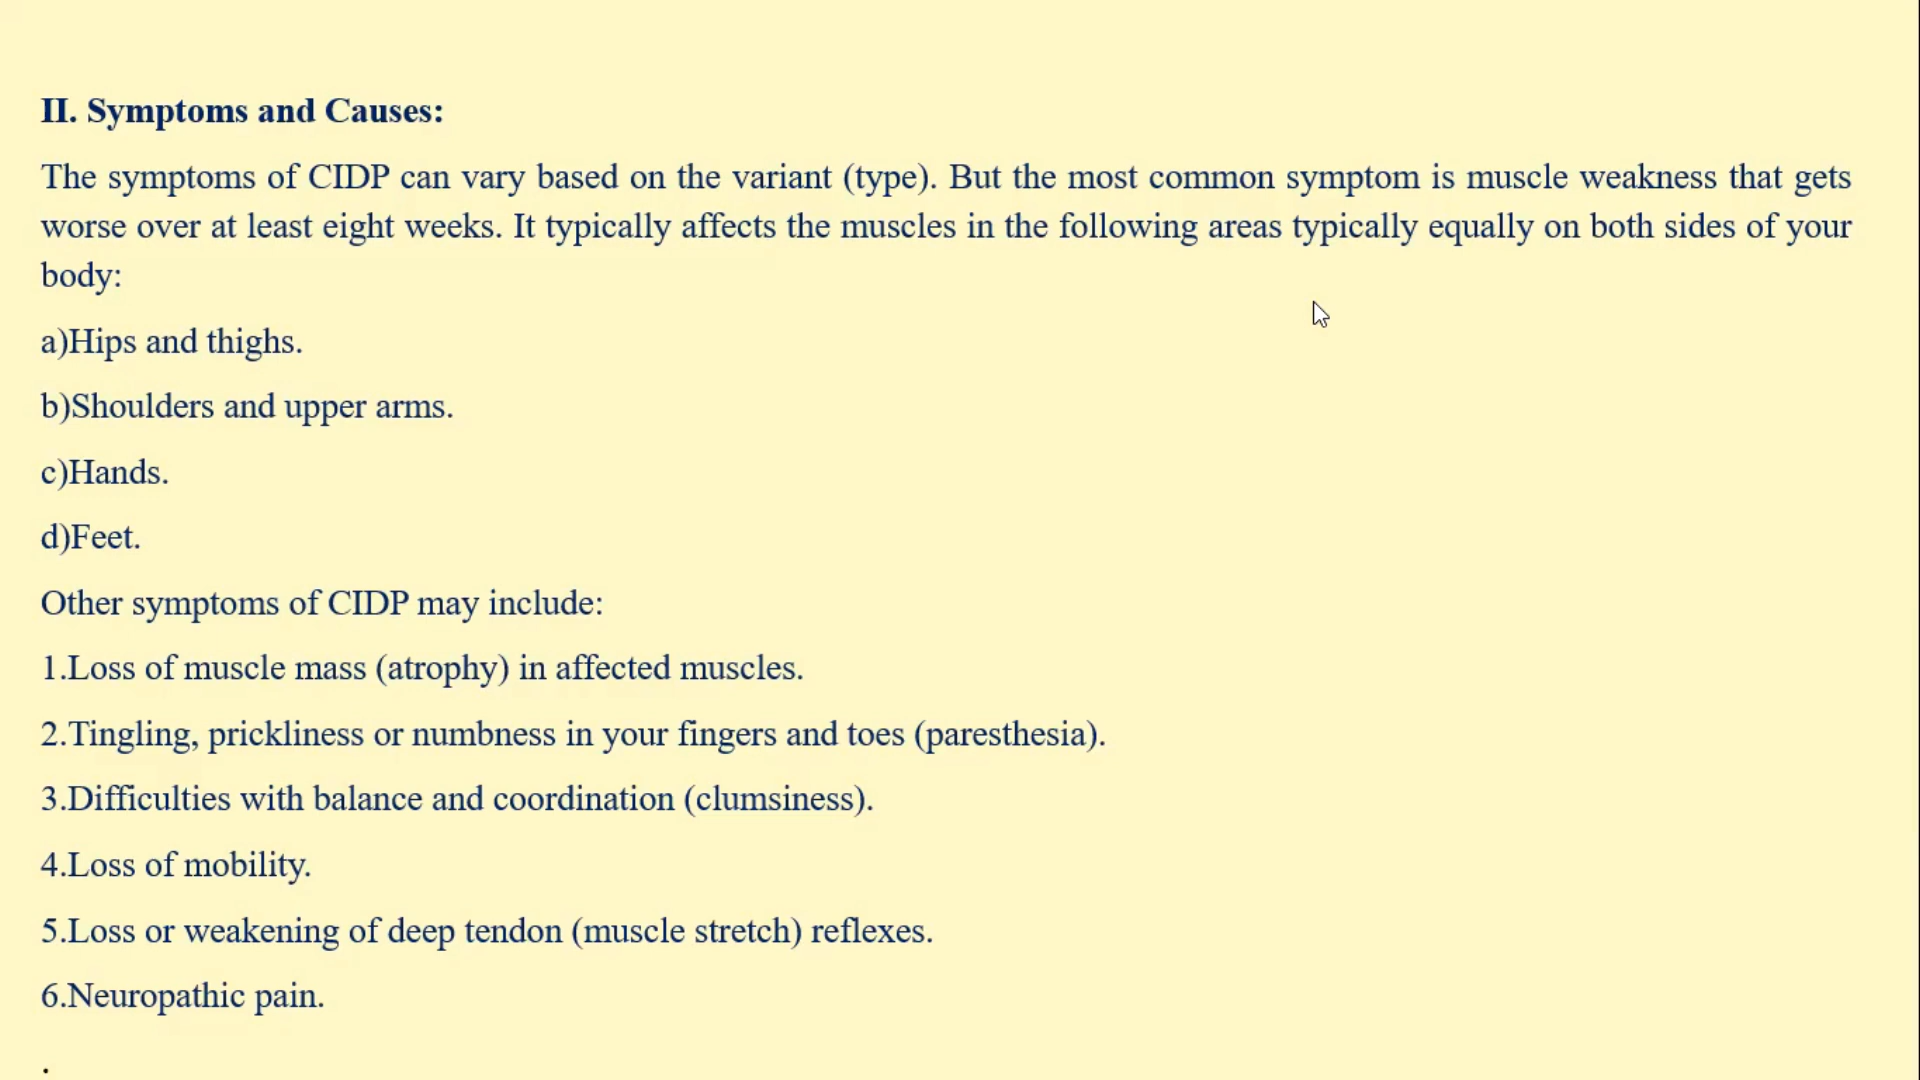 II. Symptoms and Causes:
The symptoms of CIDP can vary based on the variant (type). But the most common symptom is muscle weakness that gets
worse over at least eight weeks. It typically affects the muscles in the following areas typically equally on both sides of your
body:
a)Hips and thighs.
b)Shoulders and upper arms.
c)Hands.
d)Feet.
Other symptoms of CIDP may include:
1.Loss of muscle mass (atrophy) in affected muscles.
2.Tingling, prickliness or numbness in your fingers and toes (paresthesia).
3.Difficulties with balance and coordination (clumsiness).
4.Loss of mobility.
5.Loss or weakening of deep tendon (muscle stretch) reflexes.
6.Neuropathic pain.
.